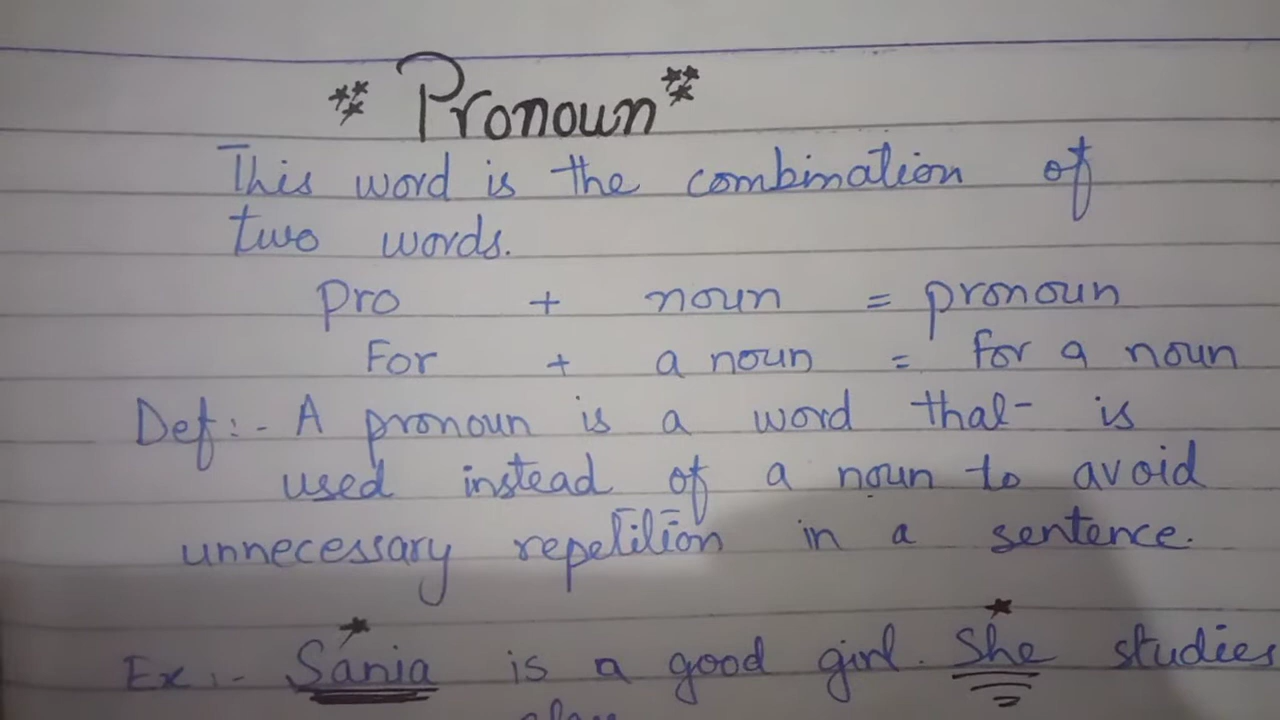 Pronoun
This word is the combination of
two words.
Pro + noun = pronoun
For + a noun = for a noun
Def:- A pronoun is a word that is
used instead of a noun to avoid
unnecessary repetition in a sentence.
Ex:- Sania is a good girl. She studies